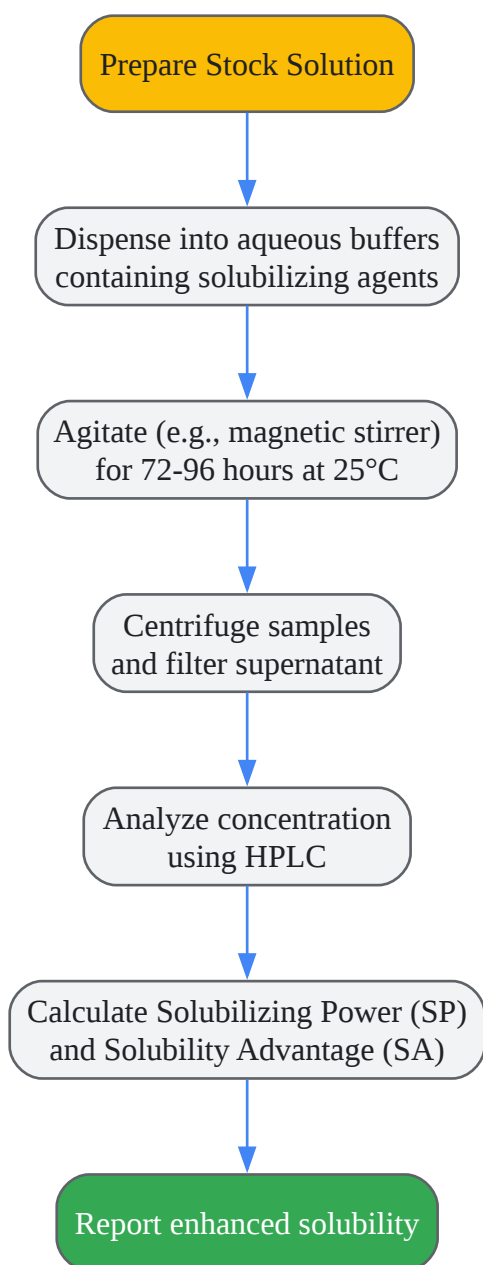 Prepare Stock Solution
Dispense into aqueous buffers
containing solubilizing agents
Agitate (e.g., magnetic stirrer)
for 72-96 hours at 25°C
Centrifuge samples
and filter supernatant
Analyze concentration
using HPLC
Calculate Solubilizing Power (SP)
and Solubility Advantage (SA)
Report enhanced solubility